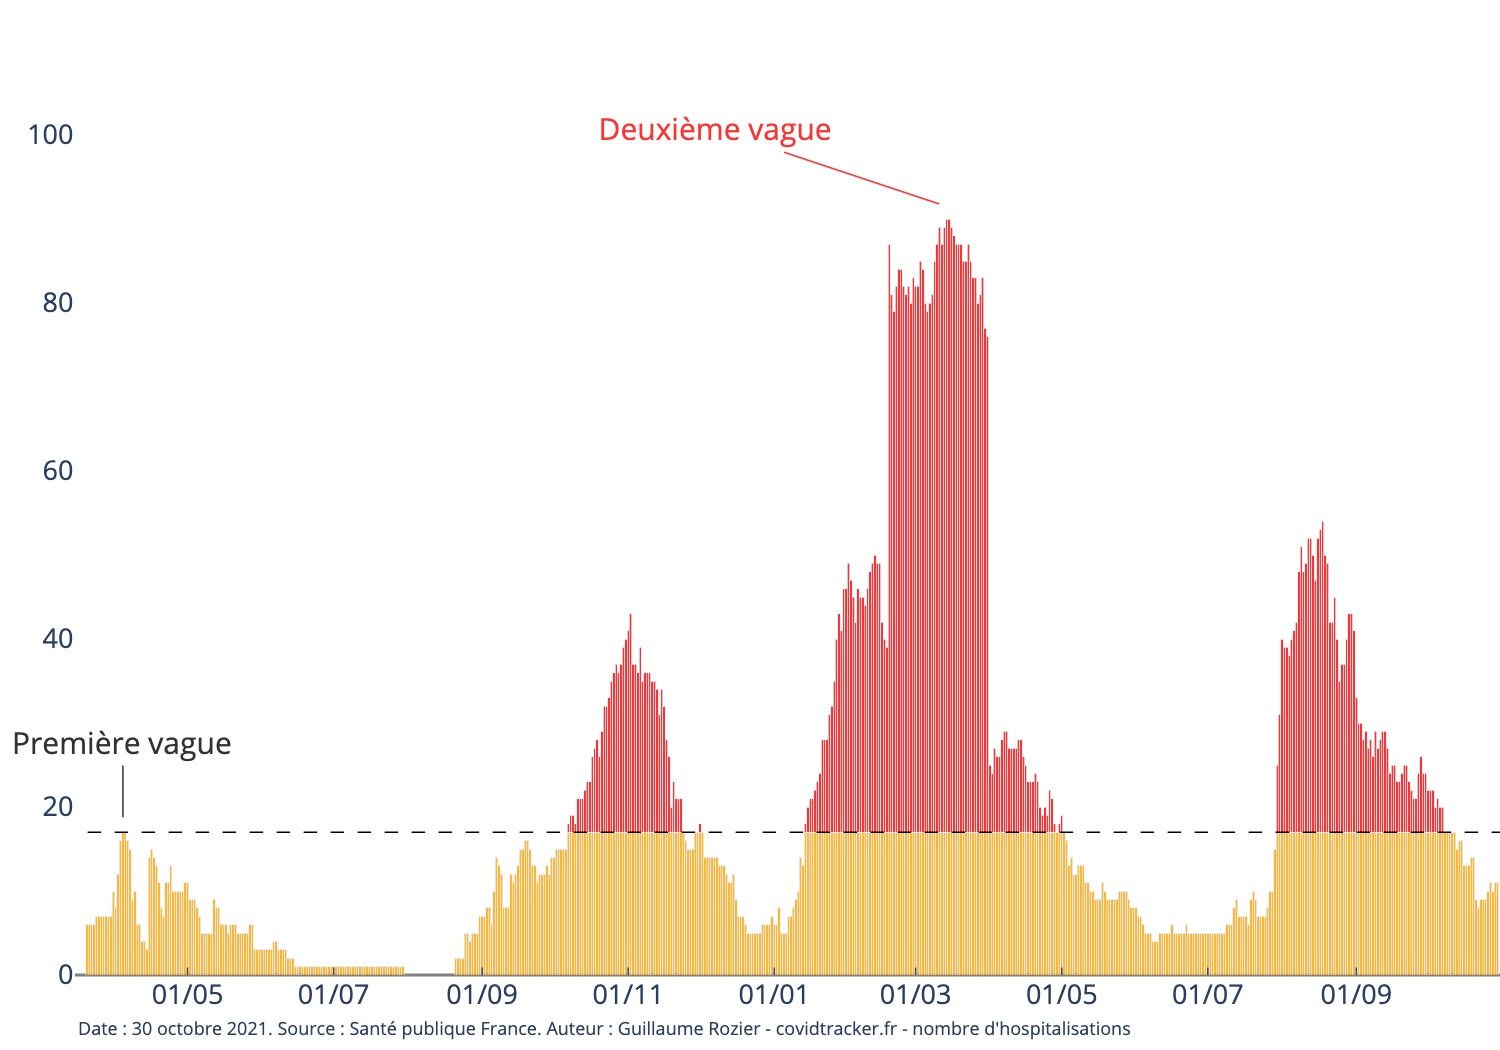 100
Deuxième vague
80
60
40
Première vague
20
0
01/05 01/07 01/09 01/11 01/01 01/03 01/05 01/07 01/09
Date : 30 octobre 2021. Source : Santé publique France. Auteur : Guillaume Rozier - covidtracker.fr - nombre d'hospitalisations